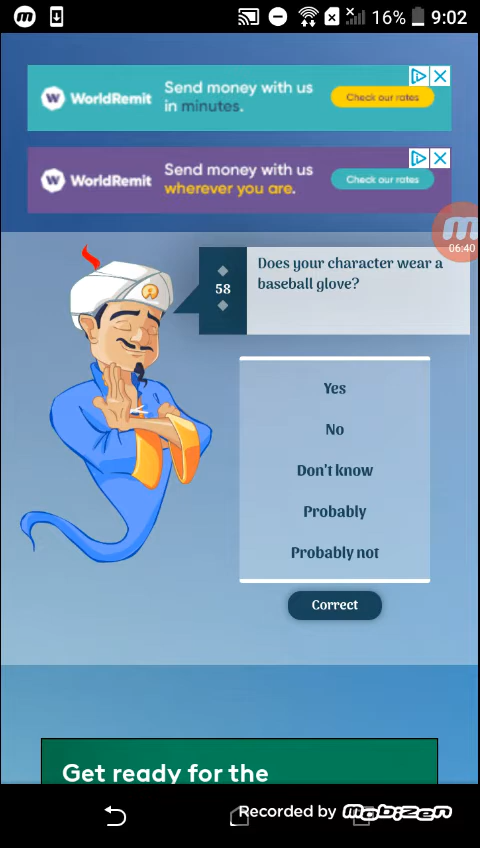 16% 9:02
WorldRemit
Send money with us
in minutes.
Check our rates
WorldRemit
Send money with us
wherever you are.
Check our rates
06:40
58
Does your character wear a
baseball glove?
Yes
No
Don't know
Probably
Probably not
Correct
Get ready for the
Recorded by mobizen